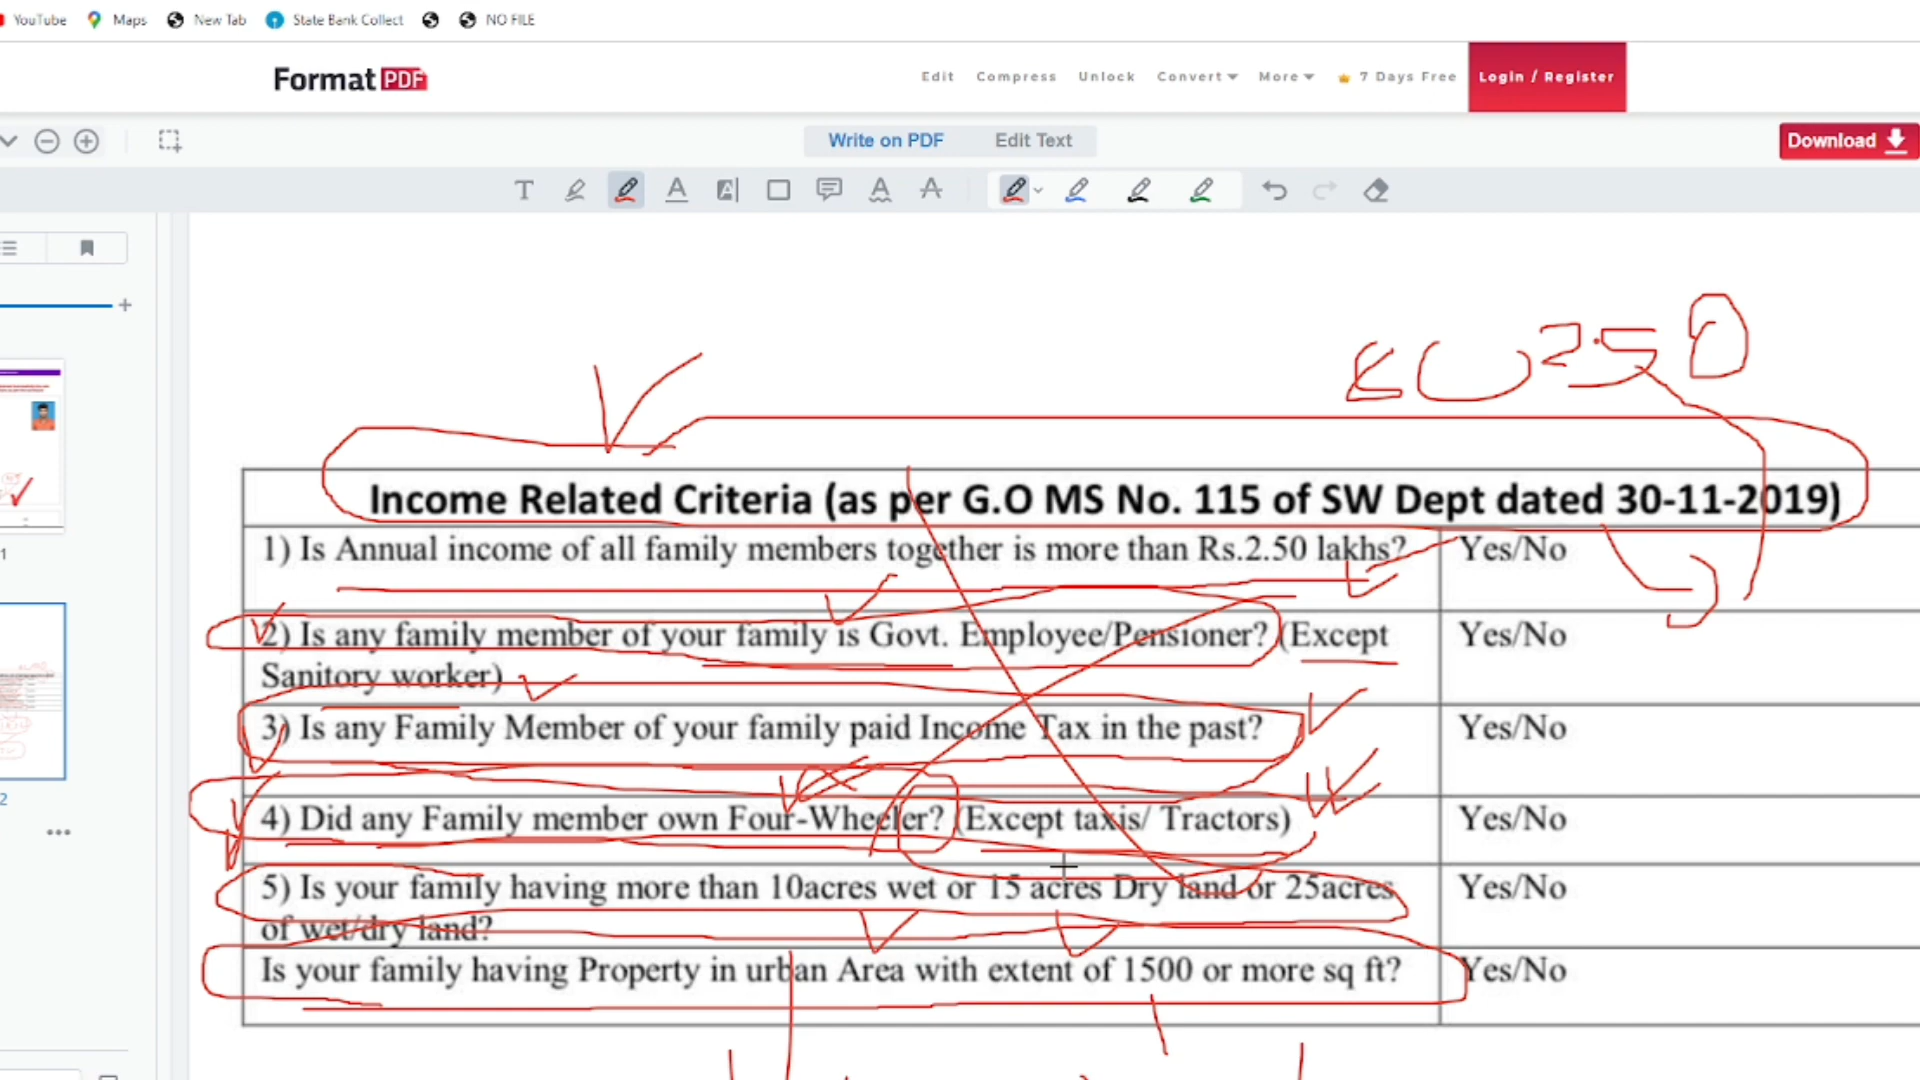 YouTube Maps New Tab State Bank Collect NO FILE
Format PDF Edit Compress Unlock Convert More 7 Days Free Login / Register
Write on PDF Edit Text Download
Income Related Criteria (as per G.O MS No. 115 of SW Dept dated 30-11-2019)
1) Is Annual income of all family members together is more than Rs.2.50 lakhs? Yes/No
2) Is any family member of your family is Govt. Employee/Pensioner? (Except Yes/No
Sanitory worker)
3) Is any Family Member of your family paid Income Tax in the past? Yes/No
4) Did any Family member own Four-Wheeler? (Except taxis/ Tractors) Yes/No
5) Is your family having more than 10acres wet or 15 acres Dry land or 25acres Yes/No
of wet/dry land?
Is your family having Property in urban Area with extent of 1500 or more sq ft? Yes/No
1
2